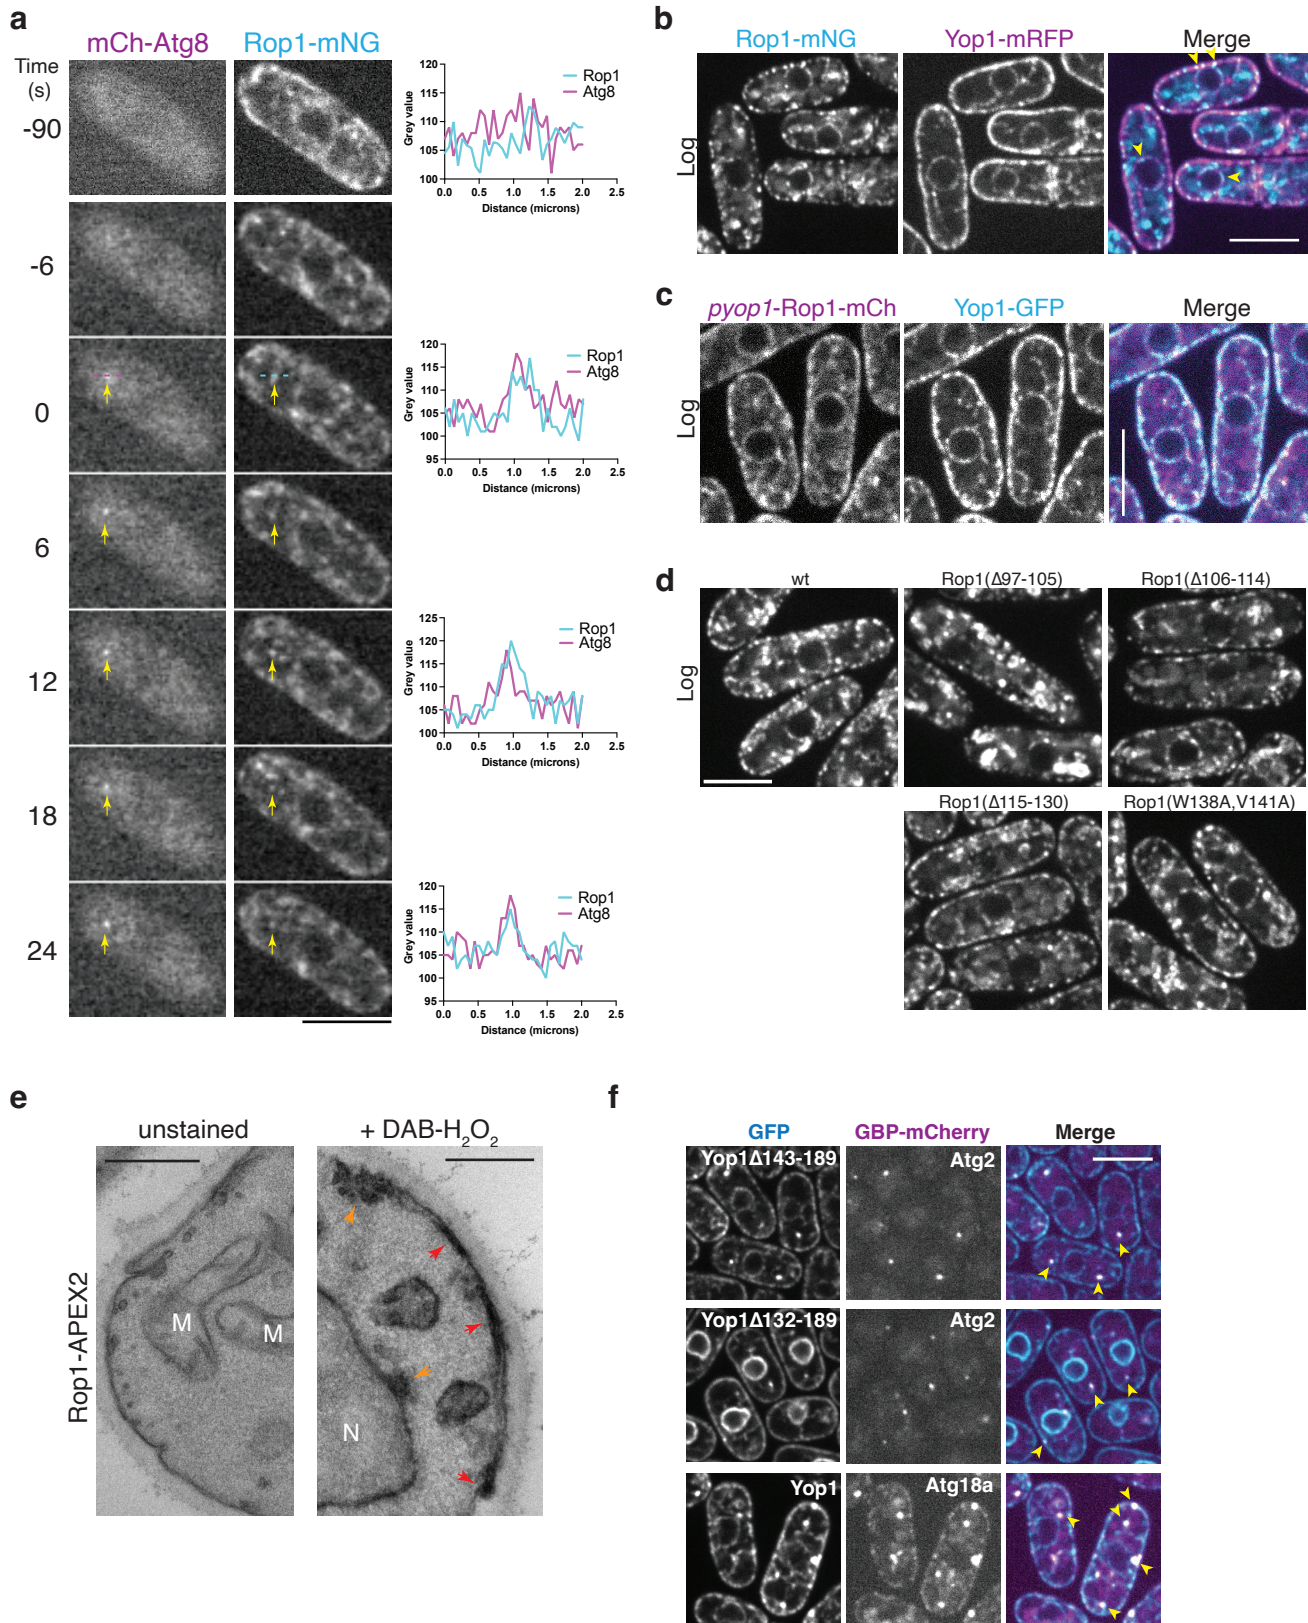 a
mCh-Atg8
Rop1-mNG
Time
(s)
-90
-6
0
6
12
18
24
120
115
110
105
100
Grey value
0.0 0.5 1.0 1.5 2.0 2.5
Distance (microns)
Rop1
Atg8
120
115
110
105
100
95
Grey value
0.0 0.5 1.0 1.5 2.0 2.5
Distance (microns)
Rop1
Atg8
125
120
115
110
105
100
Grey value
0.0 0.5 1.0 1.5 2.0 2.5
Distance (microns)
Rop1
Atg8
120
115
110
105
100
95
Grey value
0.0 0.5 1.0 1.5 2.0 2.5
Distance (microns)
Rop1
Atg8
b
Rop1-mNG
Yop1-mRFP
Merge
Log
c
pyop1-Rop1-mCh
Yop1-GFP
Merge
Log
d
wt
Rop1(Δ97-105)
Rop1(Δ106-114)
Log
Rop1(Δ115-130)
Rop1(W138A,V141A)
e
unstained
+ DAB-H₂O₂
Rop1-APEX2
M
M
N
f
GFP
GBP-mCherry
Merge
Yop1Δ143-189
Atg2
Yop1Δ132-189
Atg2
Yop1
Atg18a